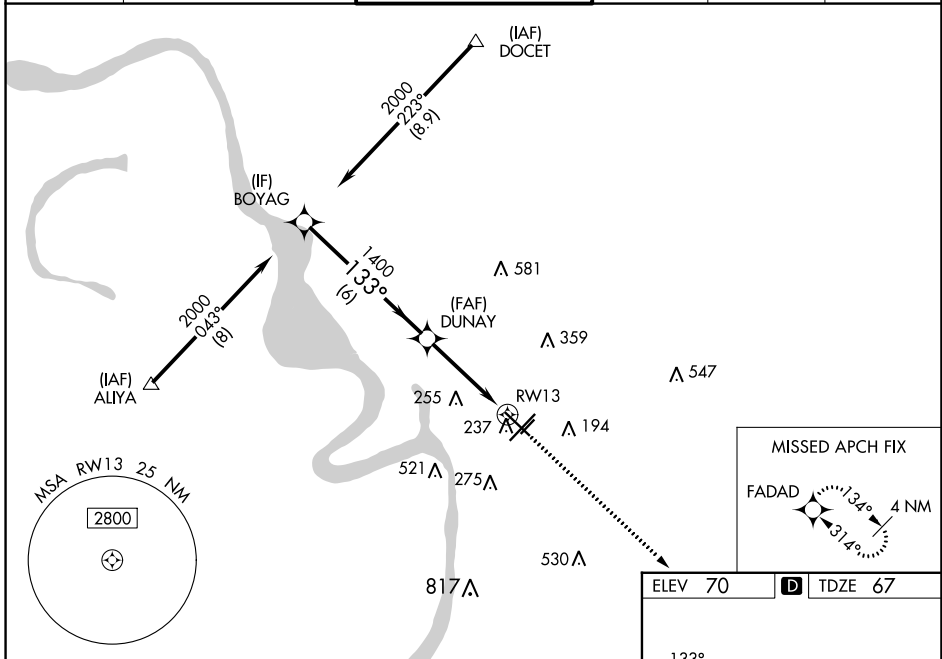 (IAF)
DOCET
2000
223°
(8.9)
(IF)
BOYAG
1400
133°
(6)
581
(FAF)
DUNAY
2000
043°
(8)
359
547
(IAF)
ALIYA
255
RW13
237
194
MISSED APCH FIX
521
275
FADAD
134°
4 NM
314°
MSA RW13 25 NM
2800
530
817
ELEV 70
D
TDZE 67
133°